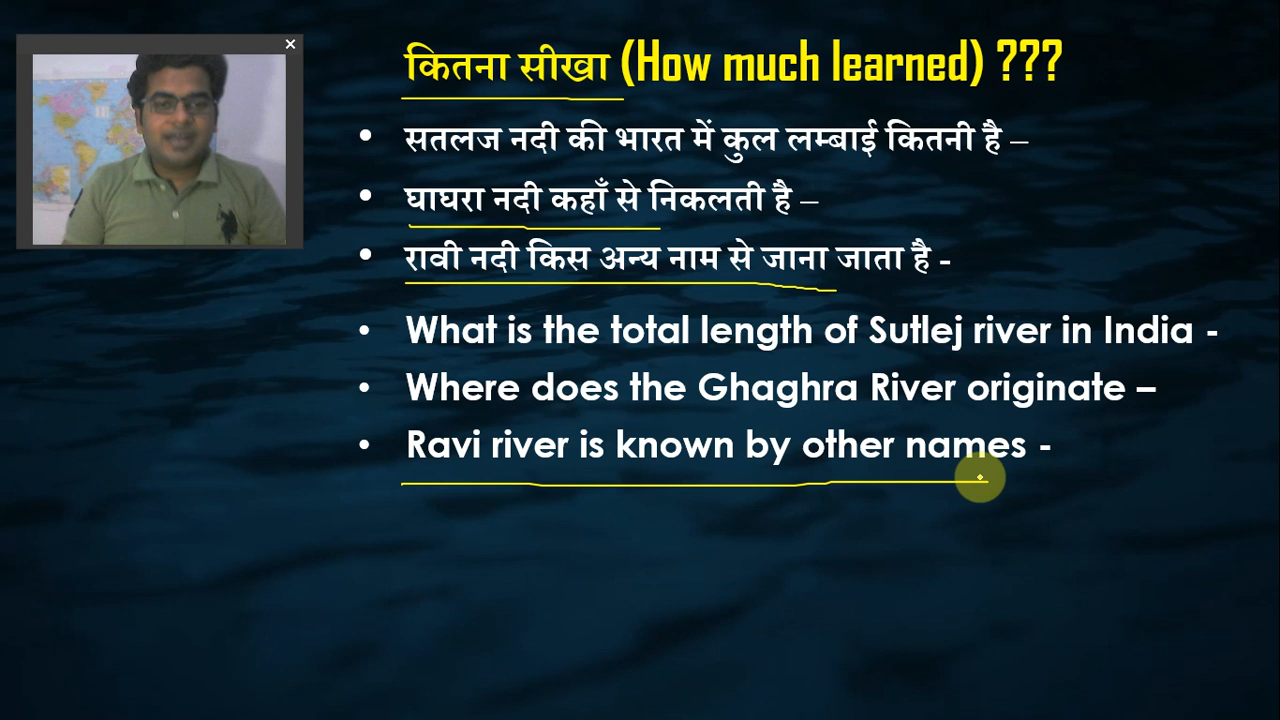 कितना सीखा (How much learned) ???
• सतलज नदी की भारत में कुल लम्बाई कितनी है –
• घाघरा नदी कहाँ से निकलती है –
• रावी नदी किस अन्य नाम से जाना जाता है -
• What is the total length of Sutlej river in India -
• Where does the Ghaghra River originate –
• Ravi river is known by other names -